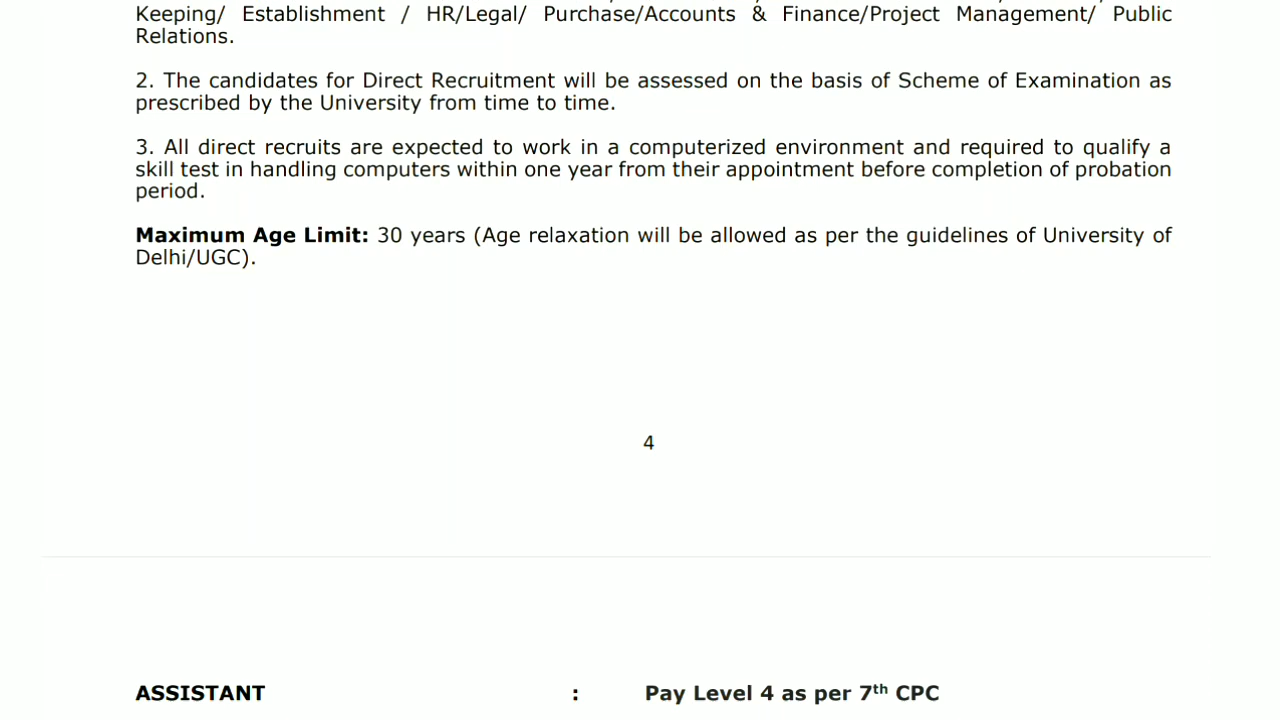 Keeping/ Establishment / HR/Legal/ Purchase/Accounts & Finance/Project Management/ Public
Relations.
2. The candidates for Direct Recruitment will be assessed on the basis of Scheme of Examination as
prescribed by the University from time to time.
3. All direct recruits are expected to work in a computerized environment and required to qualify a
skill test in handling computers within one year from their appointment before completion of probation
period.
Maximum Age Limit: 30 years (Age relaxation will be allowed as per the guidelines of University of
Delhi/UGC).
4
ASSISTANT : Pay Level 4 as per 7th CPC